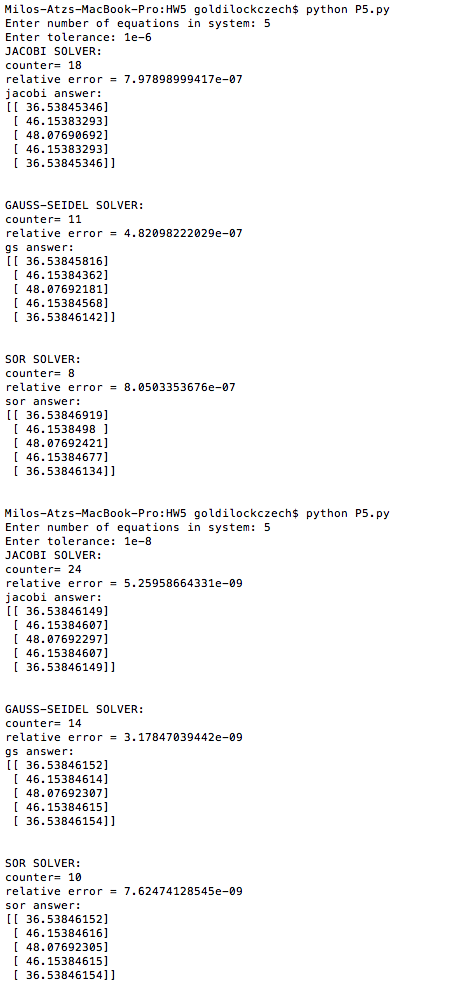 Milos-Atzs-MacBook-Pro:HW5 goldilockczech$ python P5.py
Enter number of equations in system: 5
Enter tolerance: 1e-6
JACOBI SOLVER:
counter= 18
relative error = 7.97898999417e-07
jacobi answer:
[[ 36.53845346]
 [ 46.15383293]
 [ 48.07690692]
 [ 46.15383293]
 [ 36.53845346]]
GAUSS-SEIDEL SOLVER:
counter= 11
relative error = 4.82098222029e-07
gs answer:
[[ 36.53845816]
 [ 46.15384362]
 [ 48.07692181]
 [ 46.15384568]
 [ 36.53846142]]
SOR SOLVER:
counter= 8
relative error = 8.0503353676e-07
sor answer:
[[ 36.53846919]
 [ 46.1538498 ]
 [ 48.07692421]
 [ 46.15384677]
 [ 36.53846134]]
Milos-Atzs-MacBook-Pro:HW5 goldilockczech$ python P5.py
Enter number of equations in system: 5
Enter tolerance: 1e-8
JACOBI SOLVER:
counter= 24
relative error = 5.25958664331e-09
jacobi answer:
[[ 36.53846149]
 [ 46.15384607]
 [ 48.07692297]
 [ 46.15384607]
 [ 36.53846149]]
GAUSS-SEIDEL SOLVER:
counter= 14
relative error = 3.17847039442e-09
gs answer:
[[ 36.53846152]
 [ 46.15384614]
 [ 48.07692307]
 [ 46.15384615]
 [ 36.53846154]]
SOR SOLVER:
counter= 10
relative error = 7.62474128545e-09
sor answer:
[[ 36.53846152]
 [ 46.15384616]
 [ 48.07692305]
 [ 46.15384615]
 [ 36.53846154]]